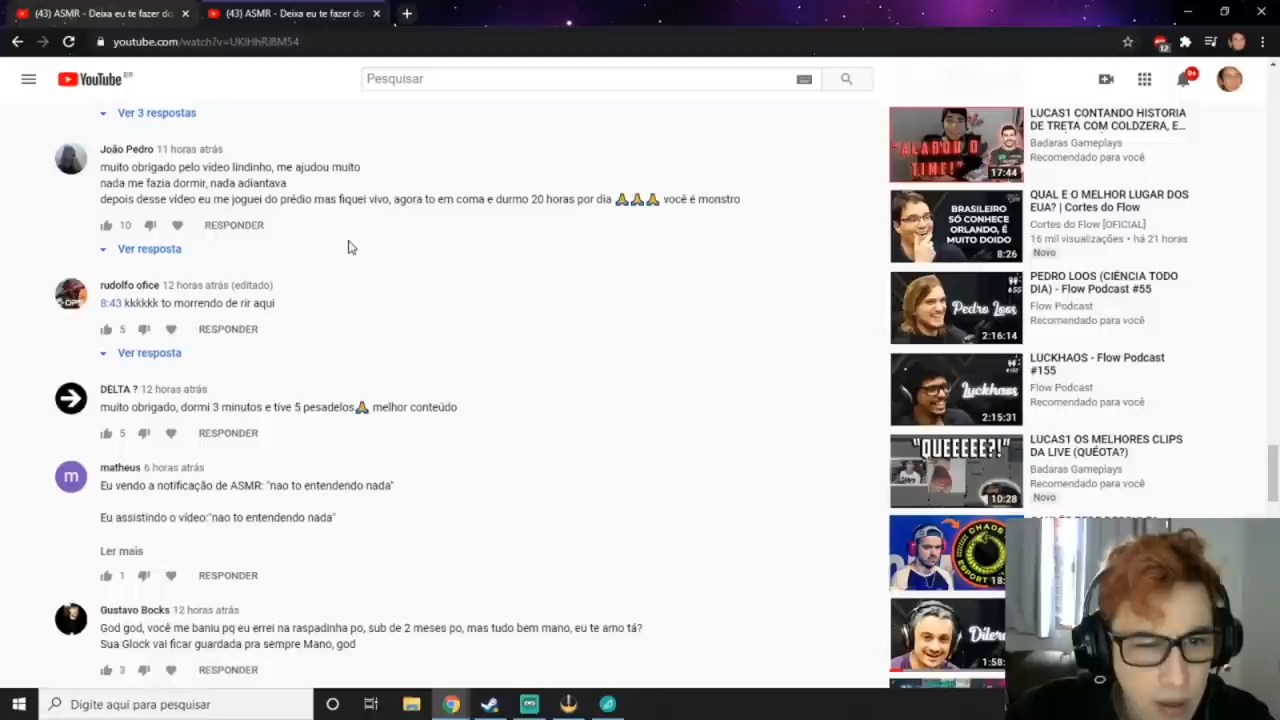 (43) ASMR - Deixa eu te fazer do
(43) ASMR - Deixa eu te fazer do
youtube.com/watch?v=UKlHhRi8M54
12
YouTube BR
Pesquisar
9+
Ver 3 respostas
João Pedro 11 horas atrás
muito obrigado pelo vídeo lindinho, me ajudou muito
nada me fazia dormir, nada adiantava
depois desse vídeo eu me joguei do prédio mas fiquei vivo, agora to em coma e durmo 20 horas por dia 🙏🙏🙏 você é monstro
10 RESPONDER
Ver resposta
rudolfo ofice 12 horas atrás (editado)
8:43 kkkkkk to morrendo de rir aqui
5 RESPONDER
Ver resposta
DELTA ? 12 horas atrás
muito obrigado, dormi 3 minutos e tive 5 pesadelos🙏 melhor conteúdo
5 RESPONDER
m
matheus 6 horas atrás
Eu vendo a notificação de ASMR: "nao to entendendo nada"
Eu assistindo o vídeo:"nao to entendendo nada"
Ler mais
1 RESPONDER
Gustavo Bocks 12 horas atrás
God god, você me baniu pq eu errei na raspadinha po, sub de 2 meses po, mas tudo bem mano, eu te amo tá?
Sua Glock vai ficar guardada pra sempre Mano, god
3 RESPONDER
"ALABOU O
TIME!"
17:44
LUCAS1 CONTANDO HISTORIA
DE TRETA COM COLDZERA, E...
Badaras Gameplays
Recomendado para você
BRASILEIRO
SÓ CONHECE
ORLANDO, É
MUITO DOIDO
8:26
QUAL É O MELHOR LUGAR DOS
EUA? | Cortes do Flow
Cortes do Flow [OFICIAL]
16 mil visualizações • há 21 horas
Novo
#55
Pedro Loos
2:16:14
PEDRO LOOS (CIÊNCIA TODO
DIA) - Flow Podcast #55
Flow Podcast
Recomendado para você
Luckhaos
2:15:31
LUCKHAOS - Flow Podcast
#155
Flow Podcast
Recomendado para você
"QUEEEEE?!"
10:28
LUCAS1 OS MELHORES CLIPS
DA LIVE (QUÉOTA?)
Badaras Gameplays
Recomendado para você
Novo
CHAOS
ESPORT
18:
1:58:
Digite aqui para pesquisar